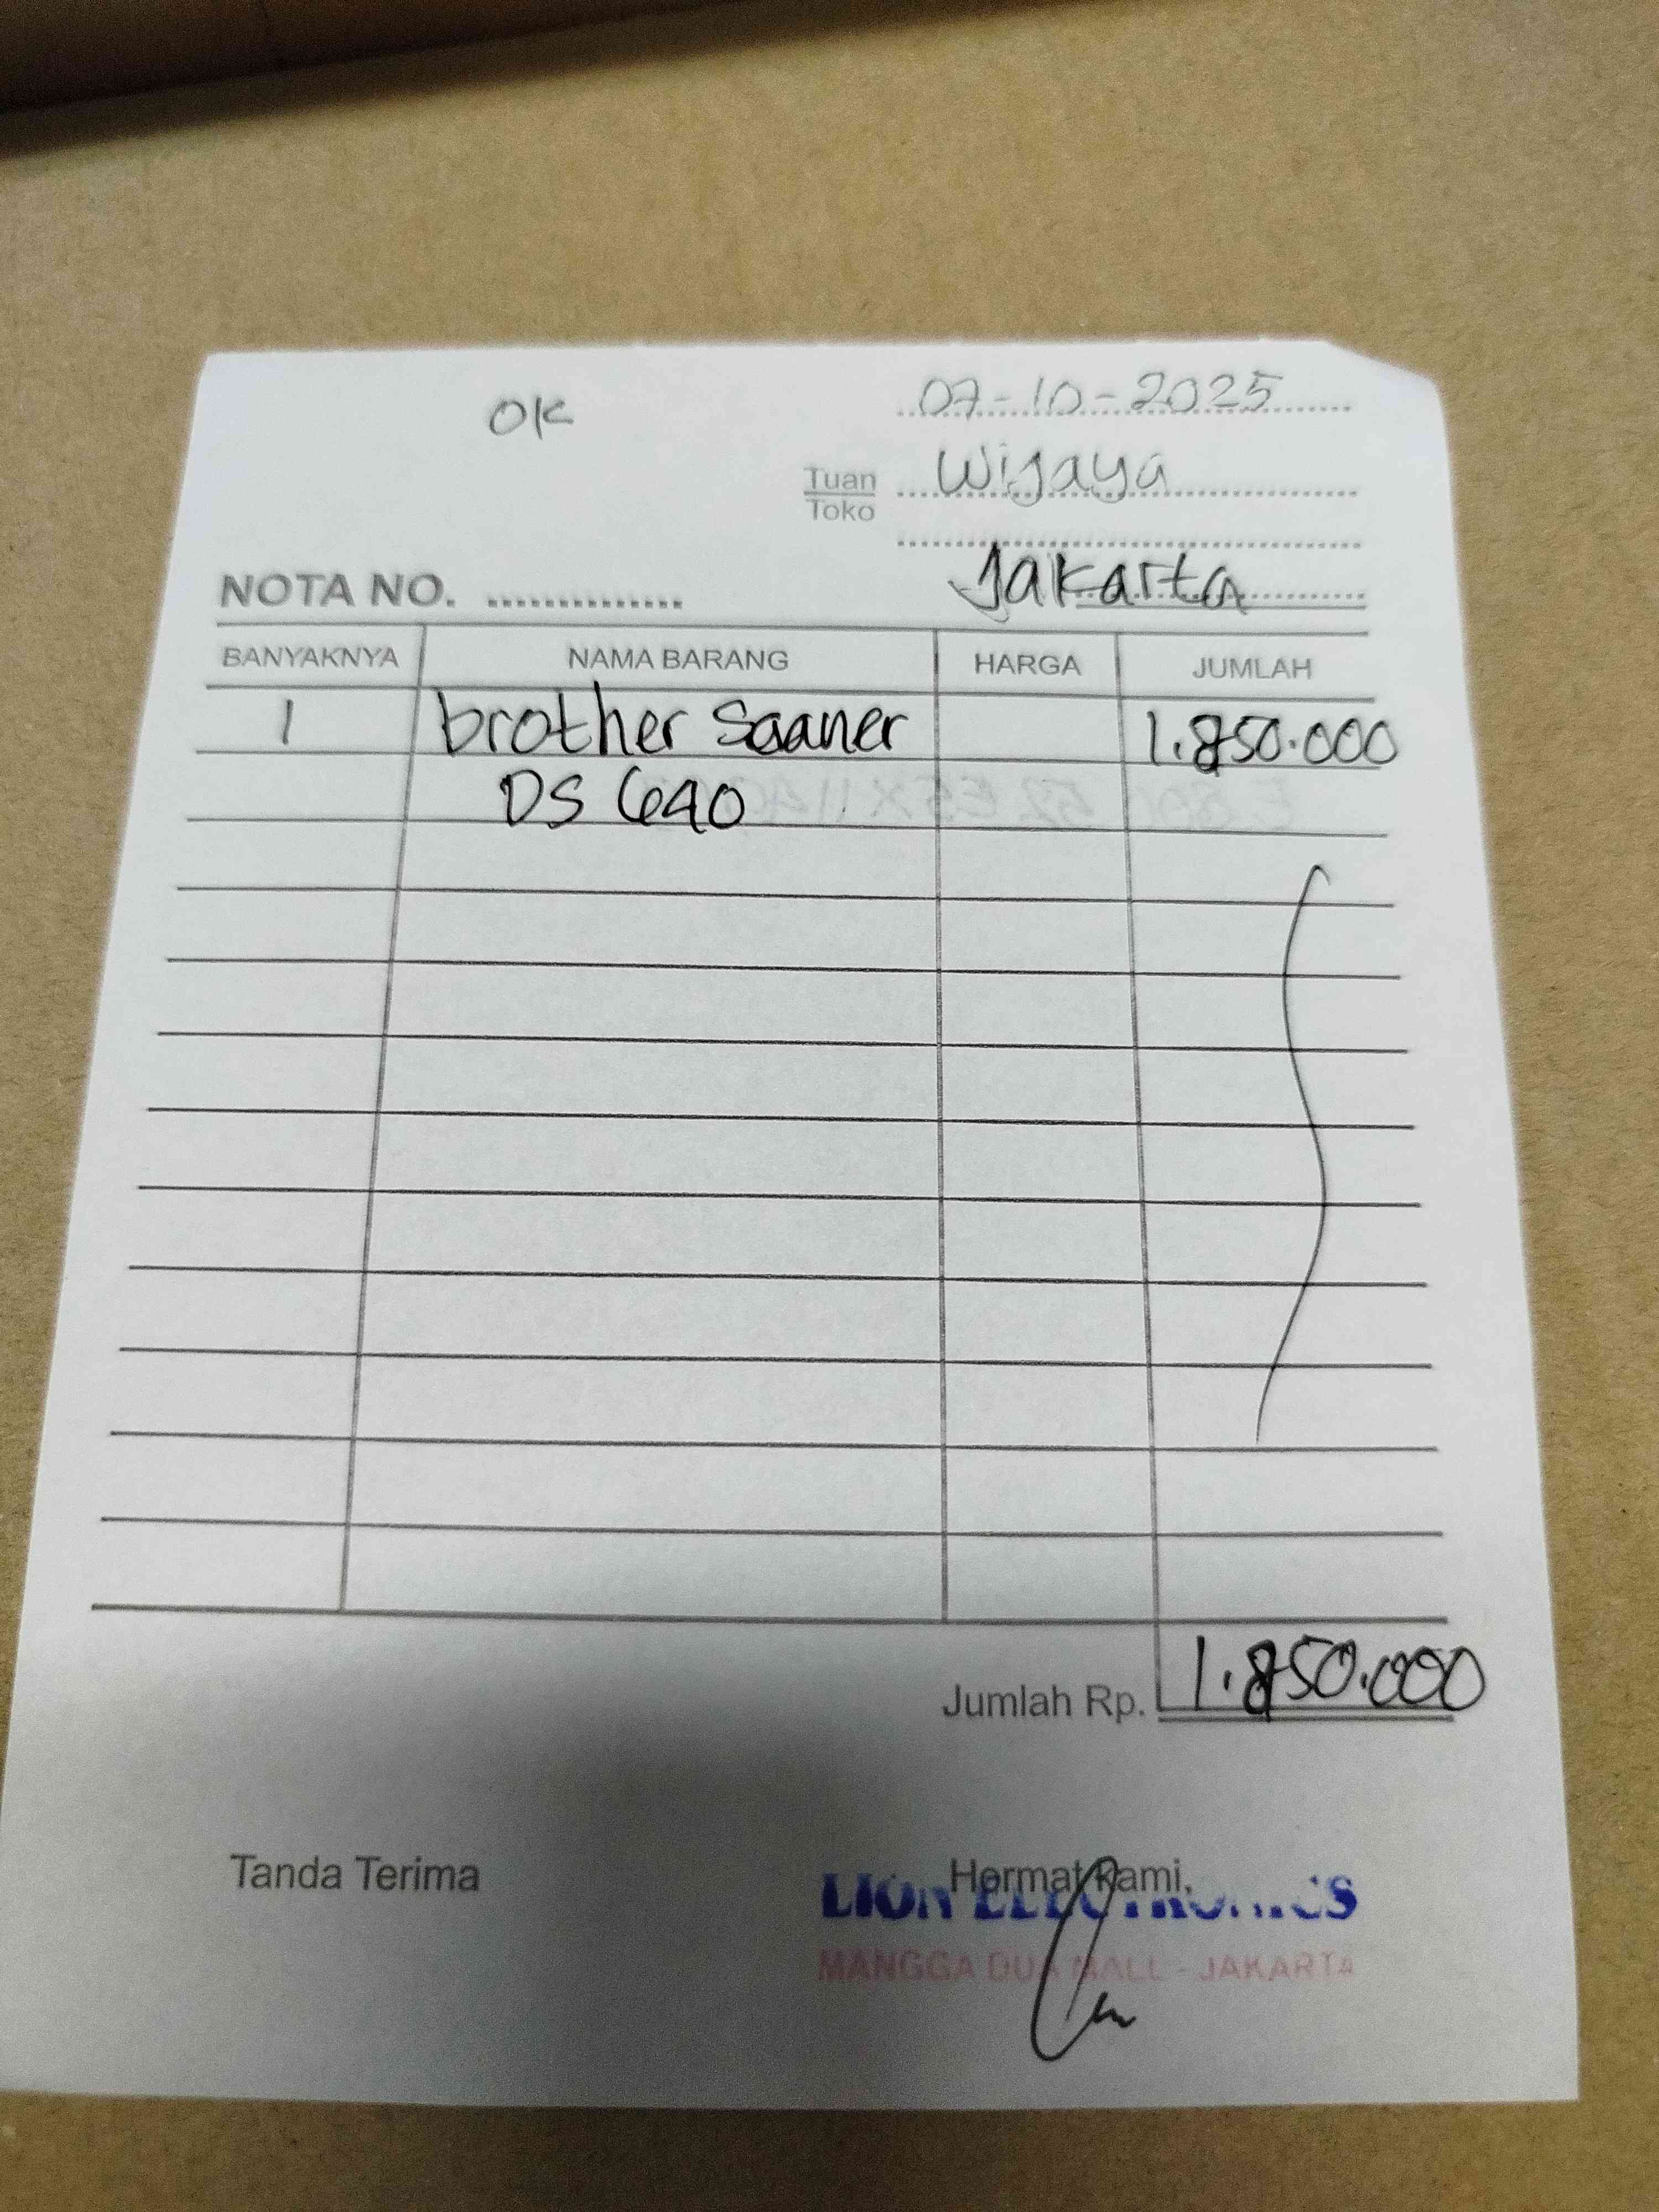 OK
07-10-2025
Tuan Wijaya
Toko
Jakarta
NOTA NO. ..............
BANYAKNYA NAMA BARANG HARGA JUMLAH
1 brother Scaner 1.850.000
DS 640
Jumlah Rp. 1.850.000
Tanda Terima Hormat Kami,
LION ELECTRONICS
MANGGA DUA MALL - JAKARTA